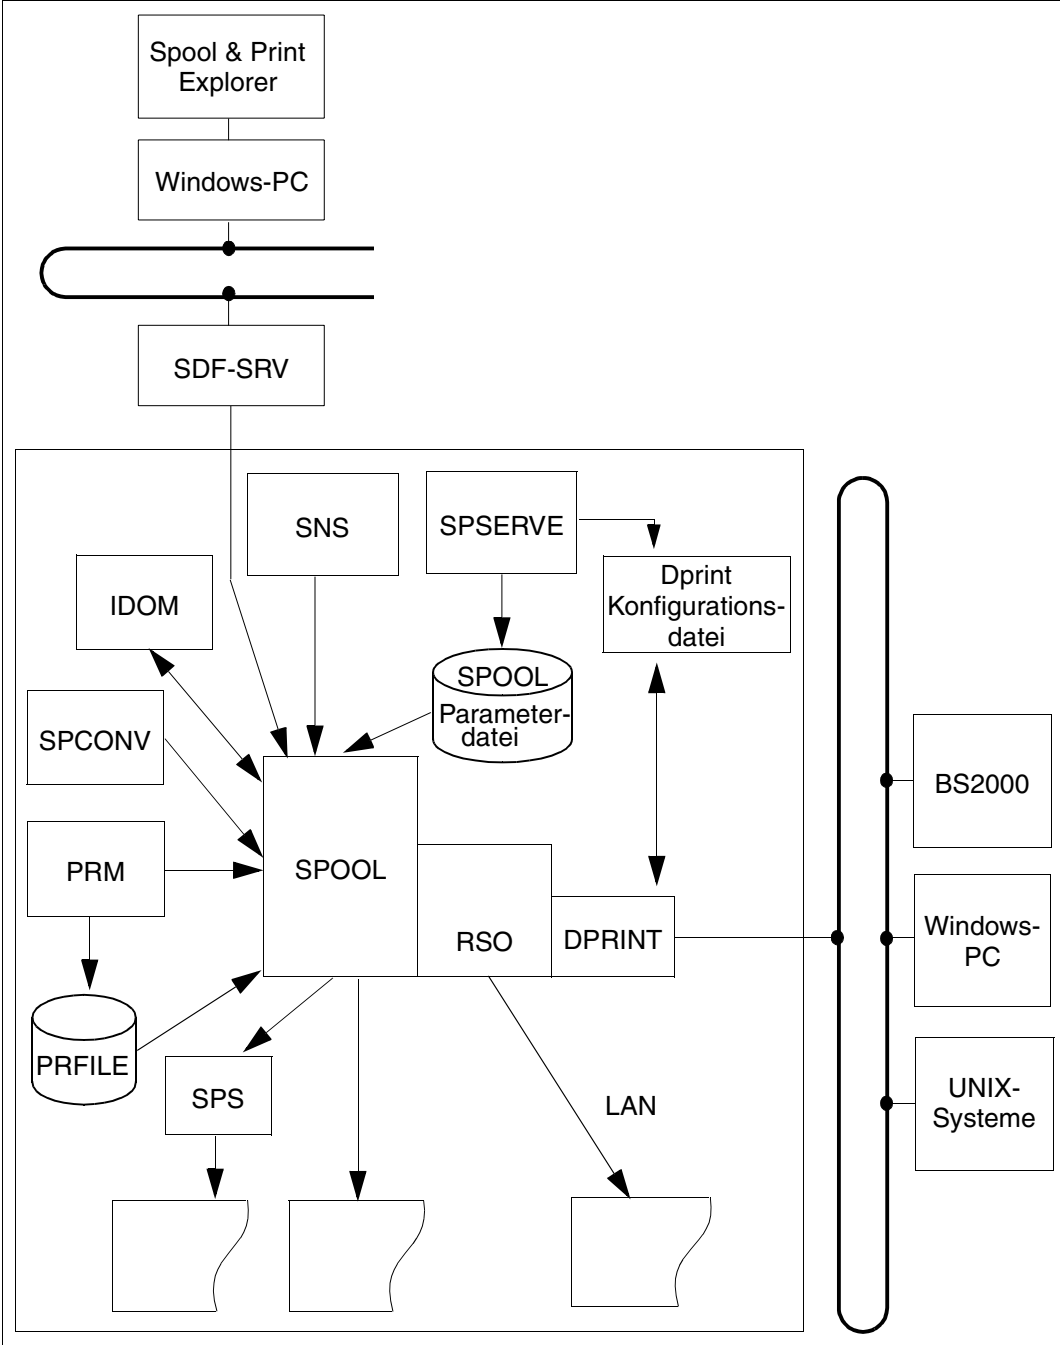 Spool & Print
Explorer
Windows-PC
SDF-SRV
SNS
SPSERVE
IDOM
Dprint
Konfigurations-
datei
SPOOL
Parameter-
datei
SPCONV
BS2000
PRM
SPOOL
RSO
DPRINT
Windows-
PC
PRFILE
SPS
LAN
UNIX-
Systeme